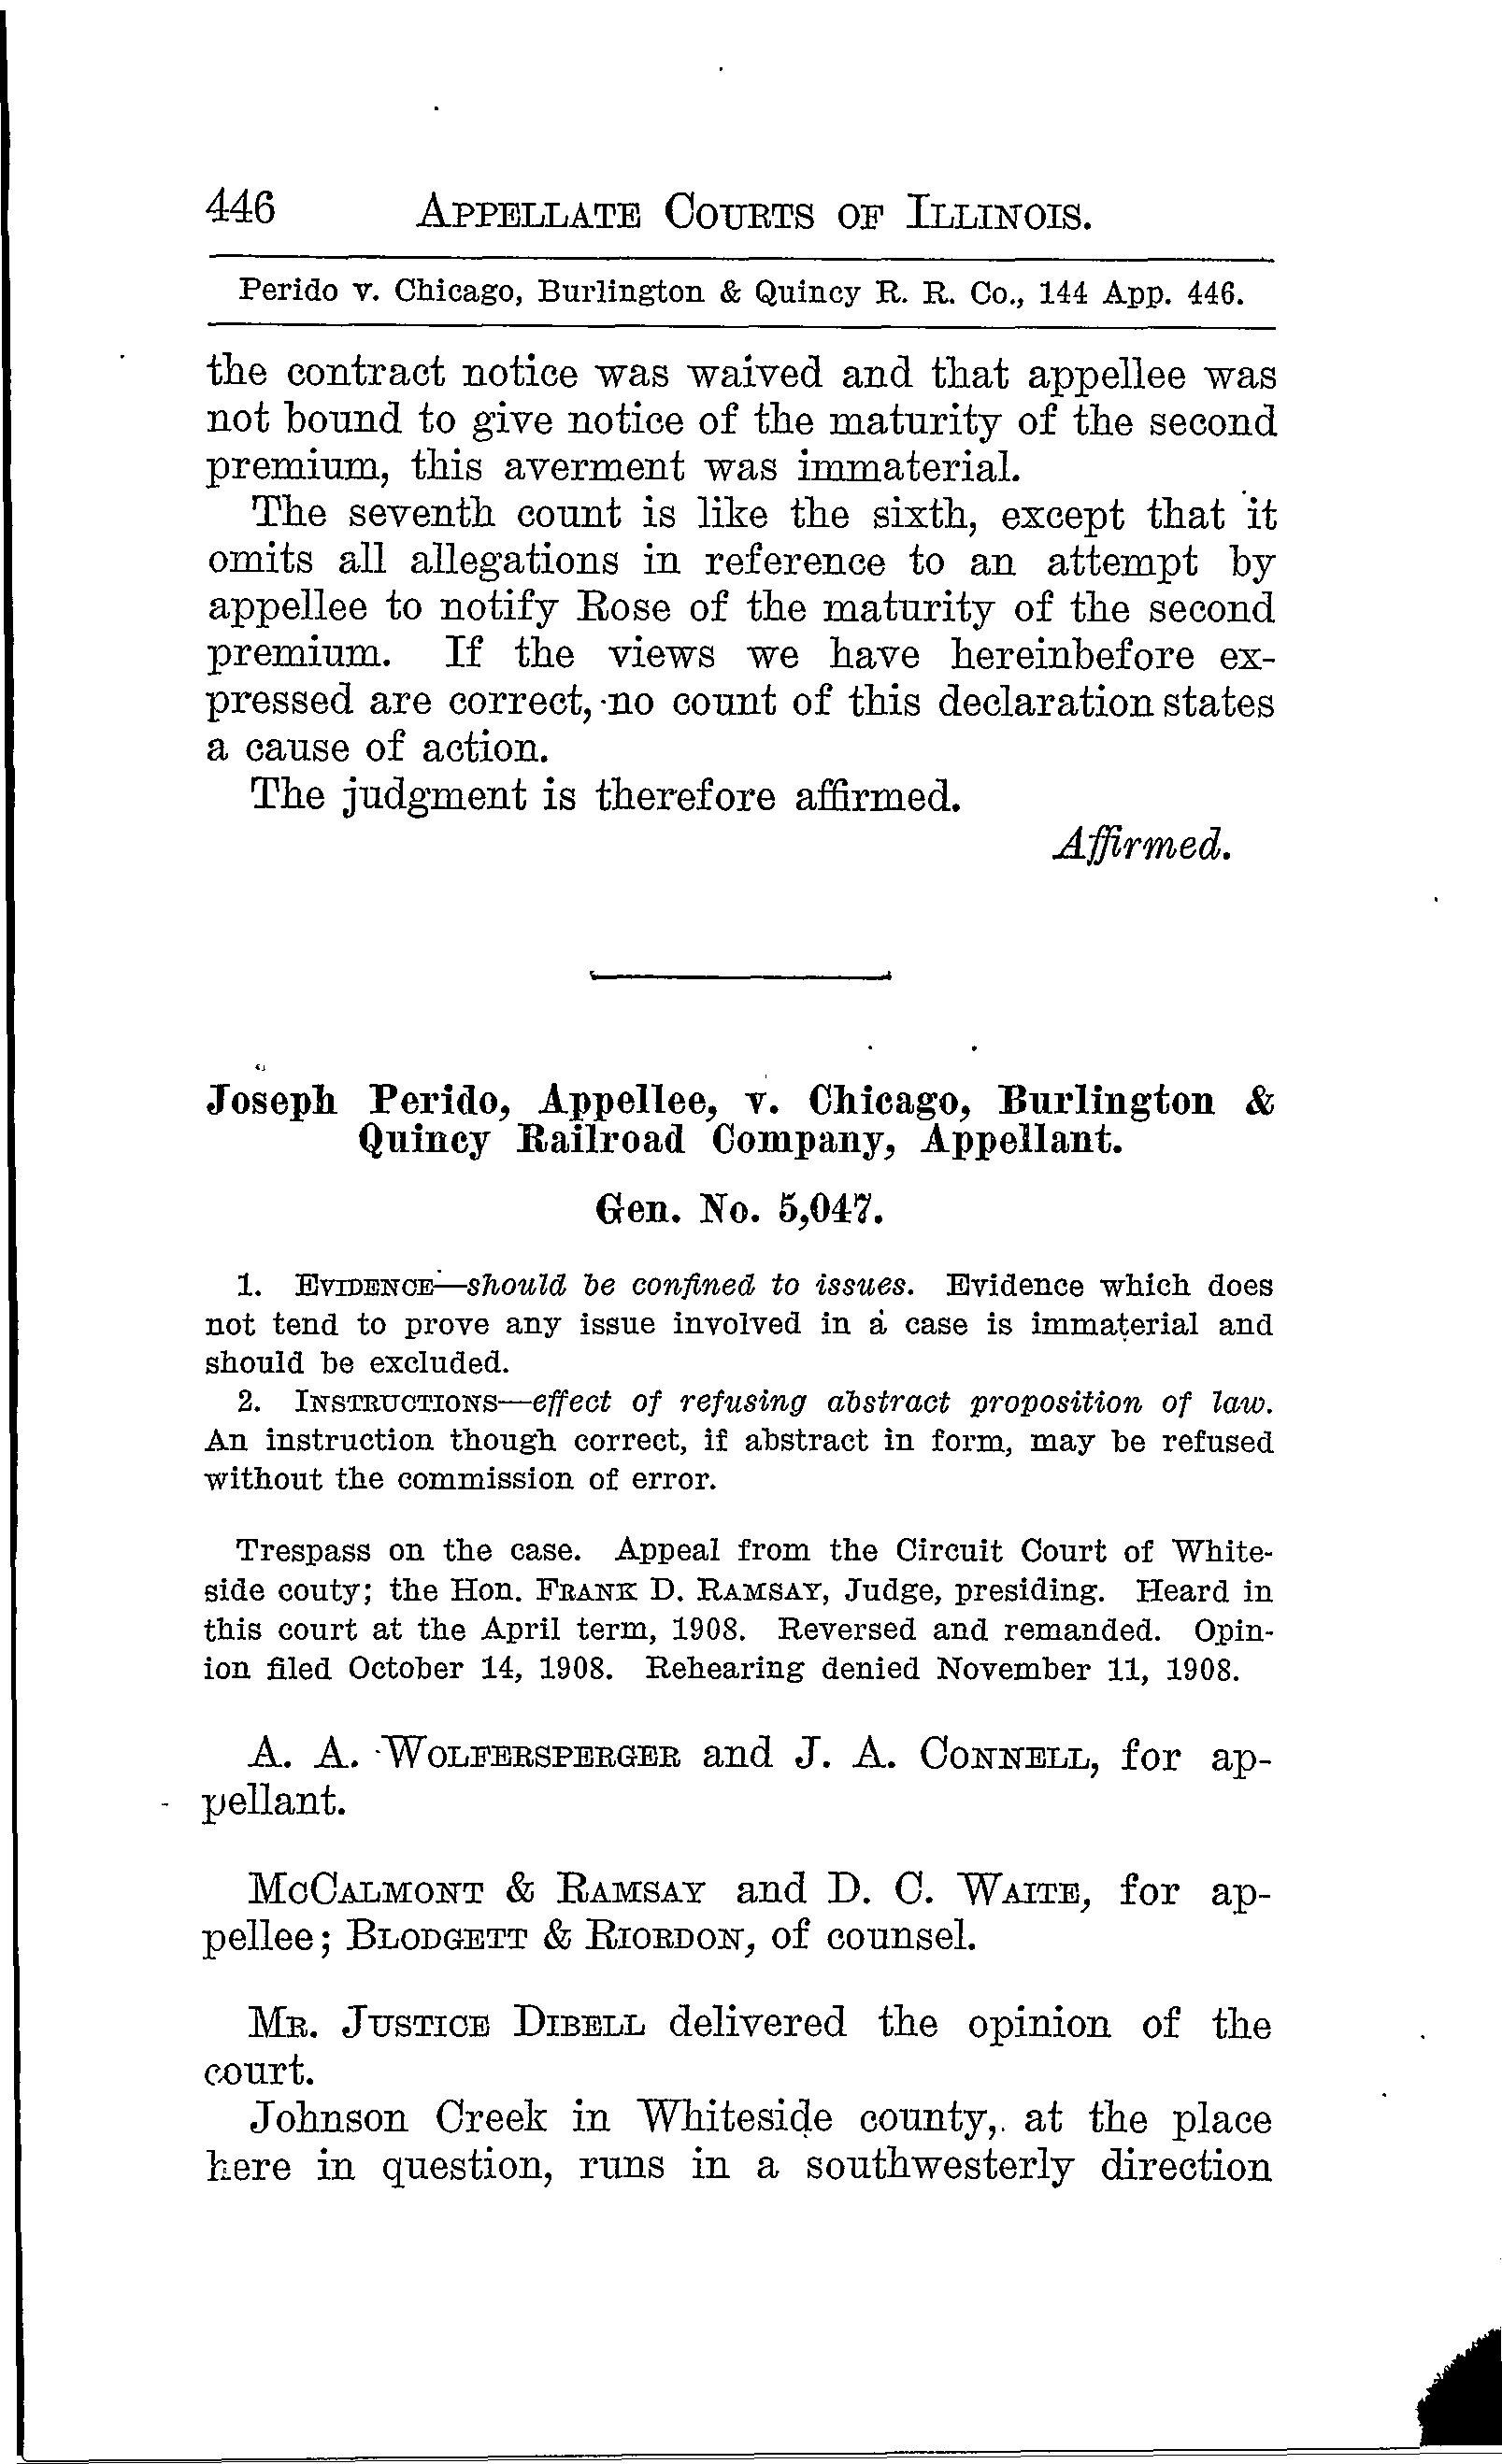 446 APPELLATE COURTS OF ILLINOIS.
Perido v. Chicago, Burlington & Quincy R. R. Co., 144 App. 446.
the contract notice was waived and that appellee was
not bound to give notice of the maturity of the second
premium, this averment was immaterial.
The seventh count is like the sixth, except that it
omits all allegations in reference to an attempt by
appellee to notify Rose of the maturity of the second
premium. If the views we have hereinbefore ex-
pressed are correct, no count of this declaration states
a cause of action.
The judgment is therefore affirmed.
Affirmed.
Joseph Perido, Appellee, v. Chicago, Burlington &
Quincy Railroad Company, Appellant.
Gen. No. 5,047.
1. EVIDENCE—should be confined to issues. Evidence which does
not tend to prove any issue involved in a case is immaterial and
should be excluded.
2. INSTRUCTIONS—effect of refusing abstract proposition of law.
An instruction though correct, if abstract in form, may be refused
without the commission of error.
Trespass on the case. Appeal from the Circuit Court of White-
side couty; the Hon. FRANK D. RAMSAY, Judge, presiding. Heard in
this court at the April term, 1908. Reversed and remanded. Opin-
ion filed October 14, 1908. Rehearing denied November 11, 1908.
A. A. WOLFERSPERGER and J. A. CONNELL, for ap-
pellant.
MCCALMONT & RAMSAY and D. C. WAITE, for ap-
pellee; BLODGETT & RIORDON, of counsel.
MR. JUSTICE DIBELL delivered the opinion of the
court.
Johnson Creek in Whiteside county, at the place
here in question, runs in a southwesterly direction